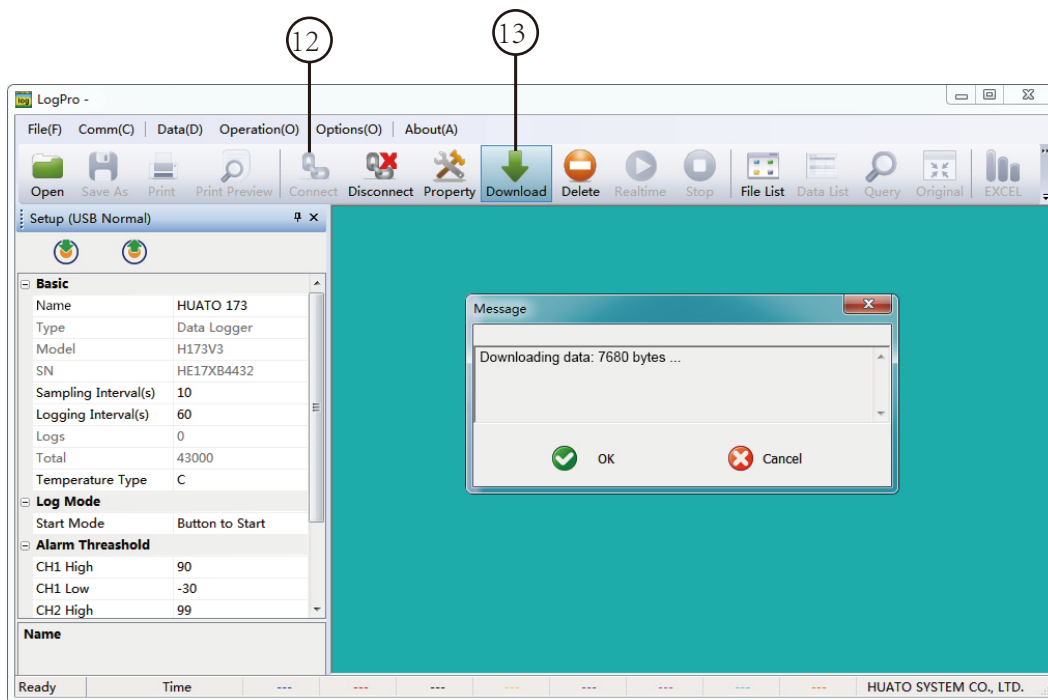 12 13
LogPro -
File(F) Comm(C) Data(D) Operation(O) Options(O) About(A)
Open Save As Print Print Preview Connect Disconnect Property Download Delete Realtime Stop File List Data List Query Original EXCEL
Setup (USB Normal)
Basic
Name HUATO 173
Type Data Logger
Model H173V3
SN HE17XB4432
Sampling Interval(s) 10
Logging Interval(s) 60
Logs 0
Total 43000
Temperature Type C
Log Mode
Start Mode Button to Start
Alarm Threashold
CH1 High 90
CH1 Low -30
CH2 High 99
Name
Message
Downloading data: 7680 bytes ...
OK Cancel
Ready Time --- --- --- --- --- --- --- --- HUATO SYSTEM CO., LTD.